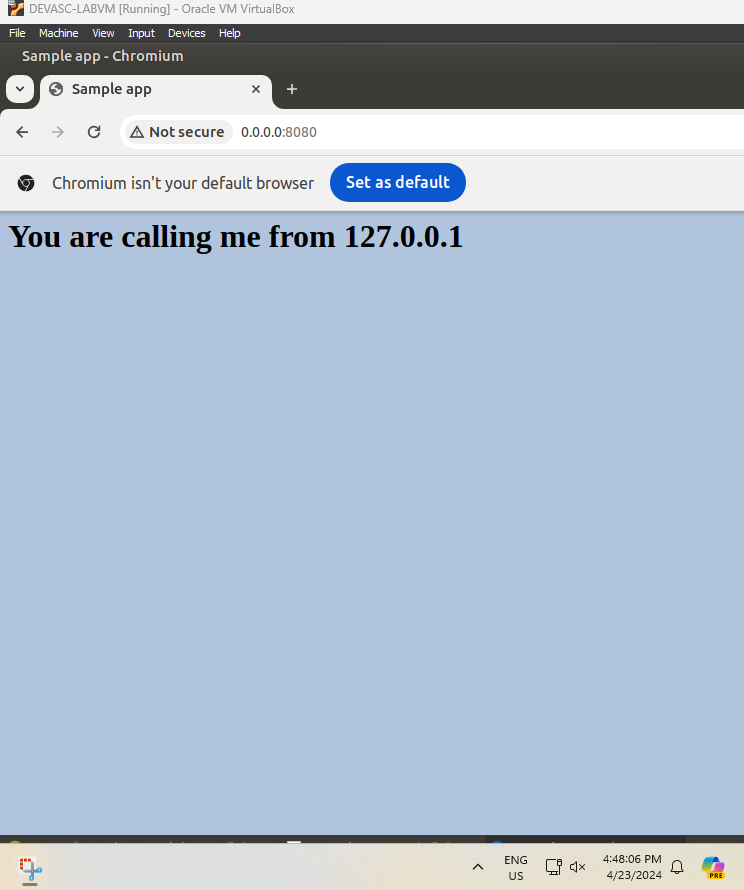 DEVASC-LABVM [Running] - Oracle VM VirtualBox
File Machine View Input Devices Help
Sample app - Chromium
Sample app
Not secure 0.0.0.0:8080
Chromium isn't your default browser Set as default
You are calling me from 127.0.0.1
ENG 4:48:06 PM
US 4/23/2024
PRE